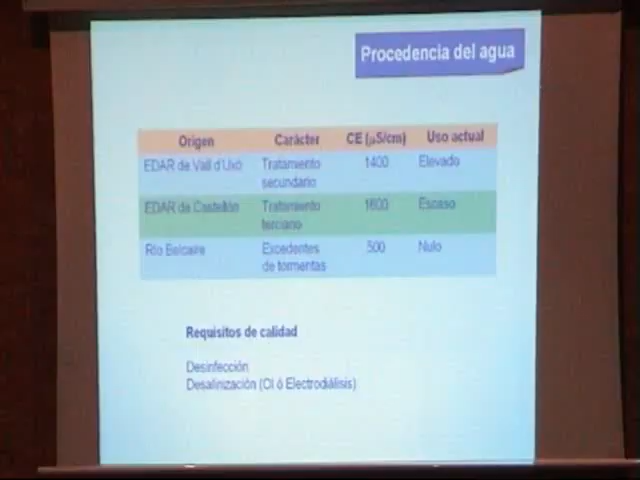 Procedencia del agua
Origen Carácter CE (µS/cm) Uso actual
EDAR de Vall d'Uxó Tratamiento secundario 1400 Elevado
EDAR de Castellón Tratamiento terciario 1600 Escaso
Río Belcaire Excedentes de tormentas 500 Nulo
Requisitos de calidad
Desinfección
Desalinización (OI ó Electrodiálisis)